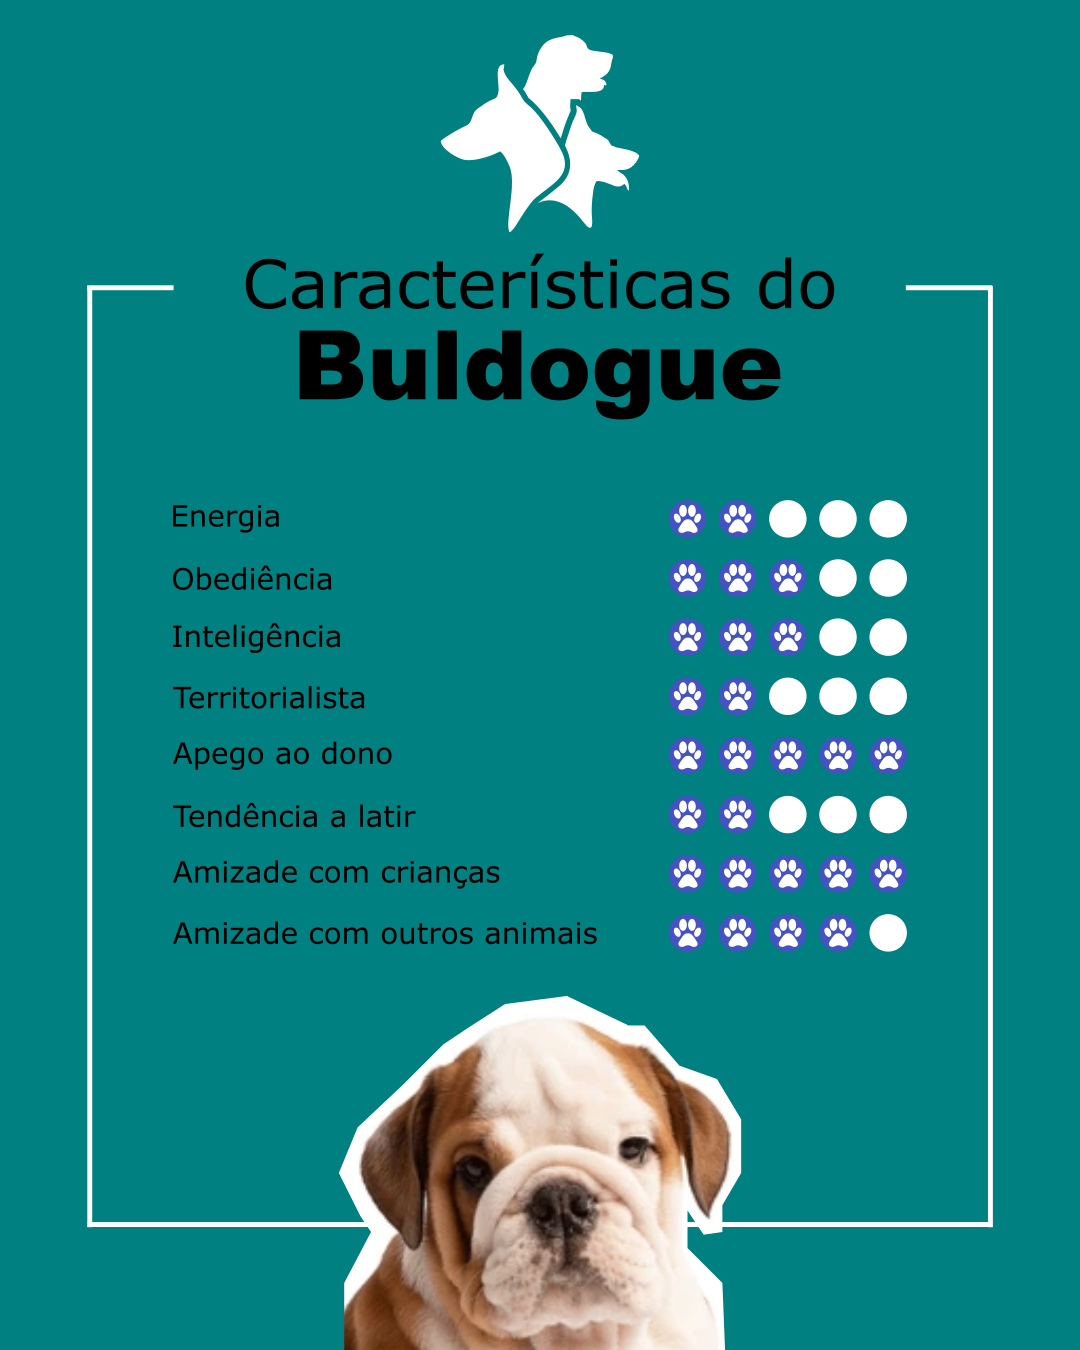 Características do
Buldogue
Energia
Obediência
Inteligência
Territorialista
Apego ao dono
Tendência a latir
Amizade com crianças
Amizade com outros animais